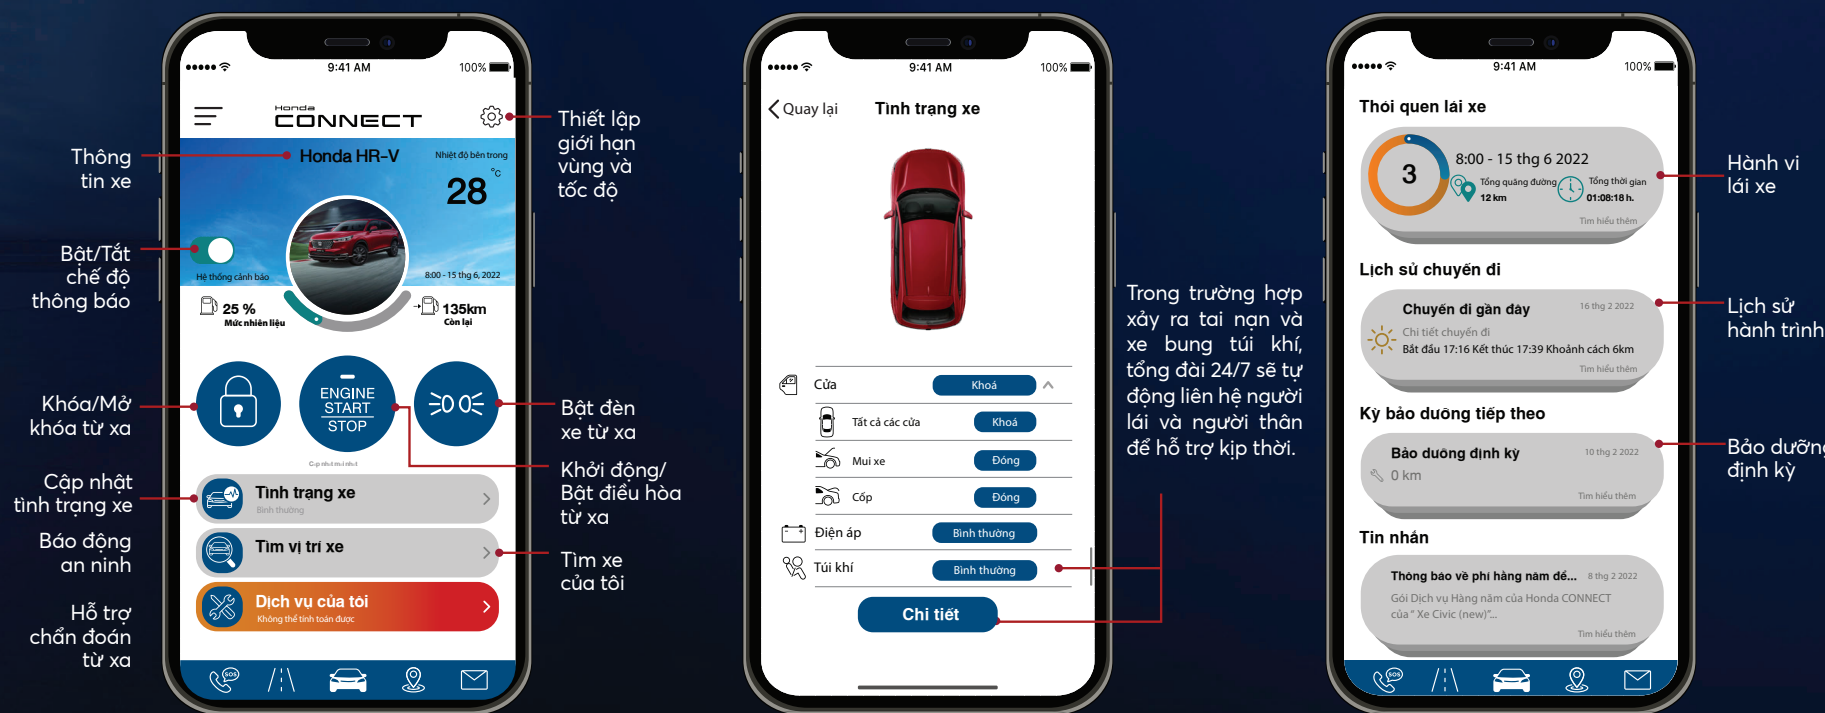 9:41 AM
100%
Honda
CONNECT
Thiết lập
giới hạn
vùng và
tốc độ
Thông
tin xe
Honda HR-V
Nhiệt độ bên trong
28
°C
Bật/Tắt
chế độ
thông báo
Hệ thống cảnh báo
8:00 - 15 thg 6, 2022
25 %
Mức nhiên liệu
135km
Còn lại
Khóa/Mở
khóa từ xa
ENGINE
START
STOP
Bật đèn
xe từ xa
Khởi động/
Bật điều hòa
từ xa
Cập nhật
tình trạng xe
Tình trạng xe
Bình thường
Báo động
an ninh
Tìm vị trí xe
Tìm xe
của tôi
Hỗ trợ
chẩn đoán
từ xa
Dịch vụ của tôi
Không thể tính toán được
SOS
9:41 AM
100%
Quay lại
Tình trạng xe
Cửa
Khoá
Tất cả các cửa
Khoá
Mui xe
Đóng
Cốp
Đóng
Điện áp
Bình thường
Túi khí
Bình thường
Chi tiết
Trong trường hợp
xảy ra tai nạn và
xe bung túi khí,
tổng đài 24/7 sẽ tự
động liên hệ người
lái và người thân
để hỗ trợ kịp thời.
9:41 AM
100%
Thói quen lái xe
3
8:00 - 15 thg 6 2022
Tổng quãng đường
12 km
Tổng thời gian
01:08:18 h.
Tìm hiểu thêm
Hành vi
lái xe
Lịch sử chuyến đi
Chuyến đi gần đây
16 thg 2 2022
Chi tiết chuyến đi
Bắt đầu 17:16 Kết thúc 17:39 Khoảnh cách 6km
Tìm hiểu thêm
Lịch sử
hành trình
Kỳ bảo dưỡng tiếp theo
Bảo dưỡng định kỳ
10 thg 2 2022
0 km
Tìm hiểu thêm
Bảo dưỡng
định kỳ
Tin nhắn
Thông báo về phí hằng năm để...
8 thg 2 2022
Gói Dịch vụ Hàng năm của Honda CONNECT
của " Xe Civic (new)"...
Tìm hiểu thêm
SOS